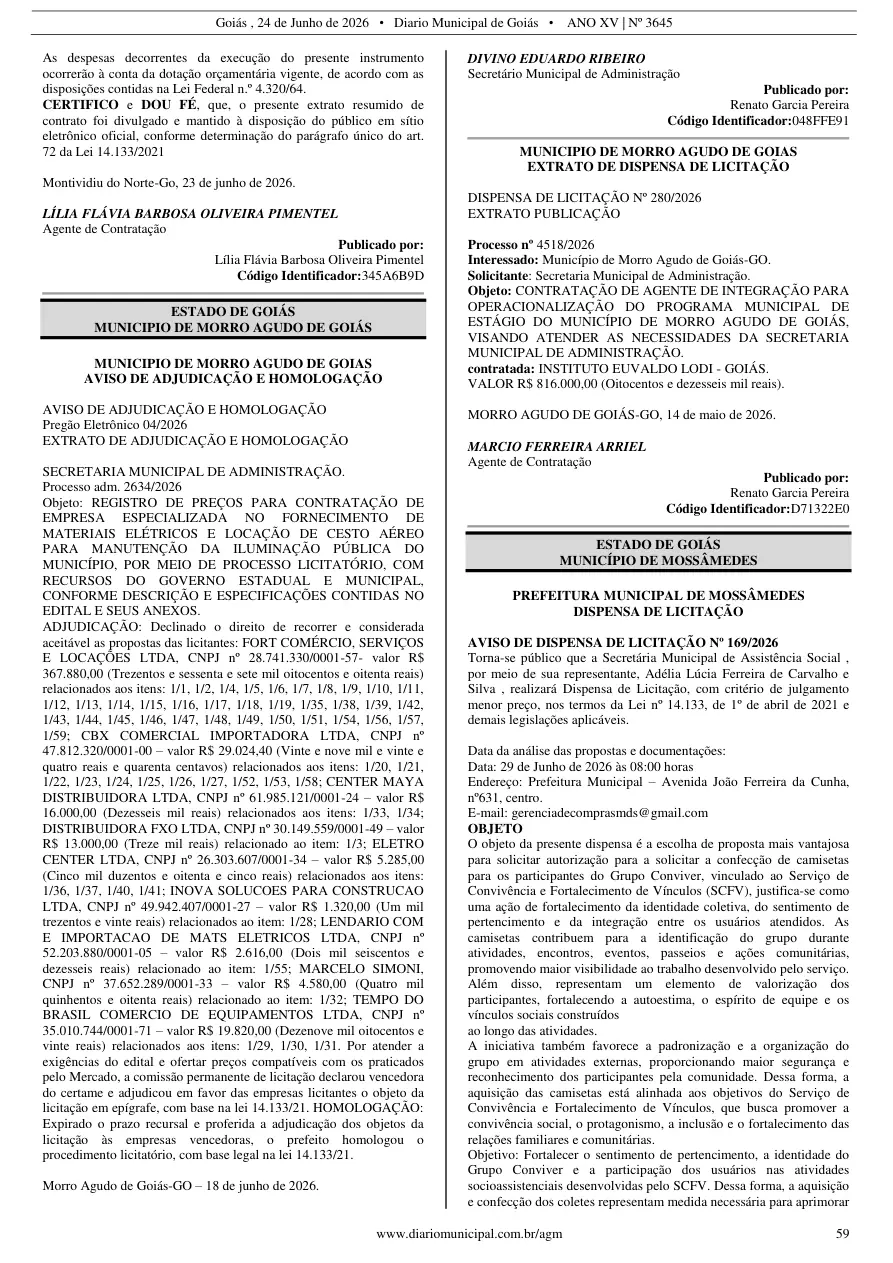 Goiás , 24 de Junho de 2026 • Diario Municipal de Goiás • ANO XV | Nº 3645
As despesas decorrentes da execução do presente instrumento
ocorrerão à conta da dotação orçamentária vigente, de acordo com as
disposições contidas na Lei Federal n.º 4.320/64.
CERTIFICO e DOU FÉ, que, o presente extrato resumido de
contrato foi divulgado e mantido à disposição do público em sítio
eletrônico oficial, conforme determinação do parágrafo único do art.
72 da Lei 14.133/2021
Montividiu do Norte-Go, 23 de junho de 2026.
LÍLIA FLÁVIA BARBOSA OLIVEIRA PIMENTEL
Agente de Contratação
Publicado por:
Lília Flávia Barbosa Oliveira Pimentel
Código Identificador:345A6B9D
ESTADO DE GOIÁS
MUNICIPIO DE MORRO AGUDO DE GOIÁS
MUNICIPIO DE MORRO AGUDO DE GOIAS
AVISO DE ADJUDICAÇÃO E HOMOLOGAÇÃO
AVISO DE ADJUDICAÇÃO E HOMOLOGAÇÃO
Pregão Eletrônico 04/2026
EXTRATO DE ADJUDICAÇÃO E HOMOLOGAÇÃO
SECRETARIA MUNICIPAL DE ADMINISTRAÇÃO.
Processo adm. 2634/2026
Objeto: REGISTRO DE PREÇOS PARA CONTRATAÇÃO DE
EMPRESA ESPECIALIZADA NO FORNECIMENTO DE
MATERIAIS ELÉTRICOS E LOCAÇÃO DE CESTO AÉREO
PARA MANUTENÇÃO DA ILUMINAÇÃO PÚBLICA DO
MUNICÍPIO, POR MEIO DE PROCESSO LICITATÓRIO, COM
RECURSOS DO GOVERNO ESTADUAL E MUNICIPAL,
CONFORME DESCRIÇÃO E ESPECIFICAÇÕES CONTIDAS NO
EDITAL E SEUS ANEXOS.
ADJUDICAÇÃO: Declinado o direito de recorrer e considerada
aceitável as propostas das licitantes: FORT COMÉRCIO, SERVIÇOS
E LOCAÇÕES LTDA, CNPJ nº 28.741.330/0001-57- valor R$
367.880,00 (Trezentos e sessenta e sete mil oitocentos e oitenta reais)
relacionados aos itens: 1/1, 1/2, 1/4, 1/5, 1/6, 1/7, 1/8, 1/9, 1/10, 1/11,
1/12, 1/13, 1/14, 1/15, 1/16, 1/17, 1/18, 1/19, 1/35, 1/38, 1/39, 1/42,
1/43, 1/44, 1/45, 1/46, 1/47, 1/48, 1/49, 1/50, 1/51, 1/54, 1/56, 1/57,
1/59; CBX COMERCIAL IMPORTADORA LTDA, CNPJ nº
47.812.320/0001-00 – valor R$ 29.024,40 (Vinte e nove mil e vinte e
quatro reais e quarenta centavos) relacionados aos itens: 1/20, 1/21,
1/22, 1/23, 1/24, 1/25, 1/26, 1/27, 1/52, 1/53, 1/58; CENTER MAYA
DISTRIBUIDORA LTDA, CNPJ nº 61.985.121/0001-24 – valor R$
16.000,00 (Dezesseis mil reais) relacionados aos itens: 1/33, 1/34;
DISTRIBUIDORA FXO LTDA, CNPJ nº 30.149.559/0001-49 – valor
R$ 13.000,00 (Treze mil reais) relacionado ao item: 1/3; ELETRO
CENTER LTDA, CNPJ nº 26.303.607/0001-34 – valor R$ 5.285,00
(Cinco mil duzentos e oitenta e cinco reais) relacionados aos itens:
1/36, 1/37, 1/40, 1/41; INOVA SOLUCOES PARA CONSTRUCAO
LTDA, CNPJ nº 49.942.407/0001-27 – valor R$ 1.320,00 (Um mil
trezentos e vinte reais) relacionados ao item: 1/28; LENDARIO COM
E IMPORTACAO DE MATS ELETRICOS LTDA, CNPJ nº
52.203.880/0001-05 – valor R$ 2.616,00 (Dois mil seiscentos e
dezesseis reais) relacionado ao item: 1/55; MARCELO SIMONI,
CNPJ nº 37.652.289/0001-33 – valor R$ 4.580,00 (Quatro mil
quinhentos e oitenta reais) relacionado ao item: 1/32; TEMPO DO
BRASIL COMERCIO DE EQUIPAMENTOS LTDA, CNPJ nº
35.010.744/0001-71 – valor R$ 19.820,00 (Dezenove mil oitocentos e
vinte reais) relacionados aos itens: 1/29, 1/30, 1/31. Por atender a
exigências do edital e ofertar preços compatíveis com os praticados
pelo Mercado, a comissão permanente de licitação declarou vencedora
do certame e adjudicou em favor das empresas licitantes o objeto da
licitação em epígrafe, com base na lei 14.133/21. HOMOLOGAÇÃO:
Expirado o prazo recursal e proferida a adjudicação dos objetos da
licitação às empresas vencedoras, o prefeito homologou o
procedimento licitatório, com base legal na lei 14.133/21.
Morro Agudo de Goiás-GO – 18 de junho de 2026.
DIVINO EDUARDO RIBEIRO
Secretário Municipal de Administração
Publicado por:
Renato Garcia Pereira
Código Identificador:048FFE91
MUNICIPIO DE MORRO AGUDO DE GOIAS
EXTRATO DE DISPENSA DE LICITAÇÃO
DISPENSA DE LICITAÇÃO Nº 280/2026
EXTRATO PUBLICAÇÃO
Processo nº 4518/2026
Interessado: Município de Morro Agudo de Goiás-GO.
Solicitante: Secretaria Municipal de Administração.
Objeto: CONTRATAÇÃO DE AGENTE DE INTEGRAÇÃO PARA
OPERACIONALIZAÇÃO DO PROGRAMA MUNICIPAL DE
ESTÁGIO DO MUNICÍPIO DE MORRO AGUDO DE GOIÁS,
VISANDO ATENDER AS NECESSIDADES DA SECRETARIA
MUNICIPAL DE ADMINISTRAÇÃO.
contratada: INSTITUTO EUVALDO LODI - GOIÁS.
VALOR R$ 816.000,00 (Oitocentos e dezesseis mil reais).
MORRO AGUDO DE GOIÁS-GO, 14 de maio de 2026.
MARCIO FERREIRA ARRIEL
Agente de Contratação
Publicado por:
Renato Garcia Pereira
Código Identificador:D71322E0
ESTADO DE GOIÁS
MUNICÍPIO DE MOSSÂMEDES
PREFEITURA MUNICIPAL DE MOSSÂMEDES
DISPENSA DE LICITAÇÃO
AVISO DE DISPENSA DE LICITAÇÃO Nº 169/2026
Torna-se público que a Secretária Municipal de Assistência Social ,
por meio de sua representante, Adélia Lúcia Ferreira de Carvalho e
Silva , realizará Dispensa de Licitação, com critério de julgamento
menor preço, nos termos da Lei nº 14.133, de 1º de abril de 2021 e
demais legislações aplicáveis.
Data da análise das propostas e documentações:
Data: 29 de Junho de 2026 às 08:00 horas
Endereço: Prefeitura Municipal – Avenida João Ferreira da Cunha,
nº631, centro.
E-mail: gerenciadecomprasmds@gmail.com
OBJETO
O objeto da presente dispensa é a escolha de proposta mais vantajosa
para solicitar autorização para a solicitar a confecção de camisetas
para os participantes do Grupo Conviver, vinculado ao Serviço de
Convivência e Fortalecimento de Vínculos (SCFV), justifica-se como
uma ação de fortalecimento da identidade coletiva, do sentimento de
pertencimento e da integração entre os usuários atendidos. As
camisetas contribuem para a identificação do grupo durante
atividades, encontros, eventos, passeios e ações comunitárias,
promovendo maior visibilidade ao trabalho desenvolvido pelo serviço.
Além disso, representam um elemento de valorização dos
participantes, fortalecendo a autoestima, o espírito de equipe e os
vínculos sociais construídos
ao longo das atividades.
A iniciativa também favorece a padronização e a organização do
grupo em atividades externas, proporcionando maior segurança e
reconhecimento dos participantes pela comunidade. Dessa forma, a
aquisição das camisetas está alinhada aos objetivos do Serviço de
Convivência e Fortalecimento de Vínculos, que busca promover a
convivência social, o protagonismo, a inclusão e o fortalecimento das
relações familiares e comunitárias.
Objetivo: Fortalecer o sentimento de pertencimento, a identidade do
Grupo Conviver e a participação dos usuários nas atividades
socioassistenciais desenvolvidas pelo SCFV. Dessa forma, a aquisição
e confecção dos coletes representam medida necessária para aprimorar
www.diariomunicipal.com.br/agm
59